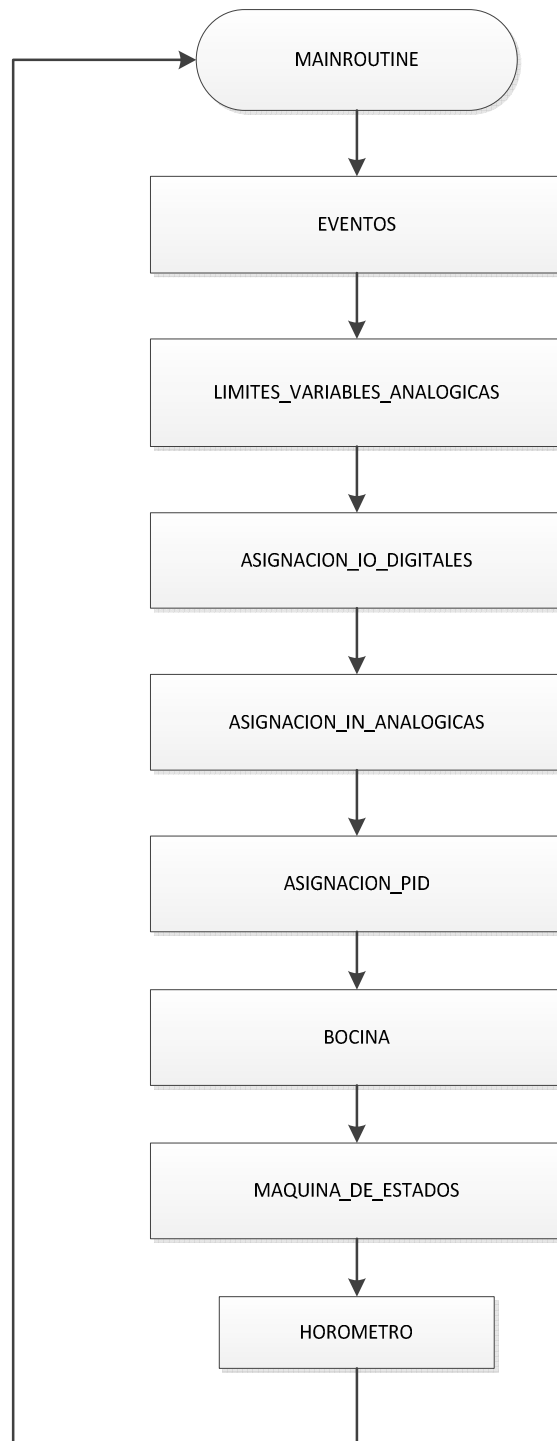 MAINROUTINE
EVENTOS
LIMITES_VARIABLES_ANALOGICAS
ASIGNACION_IO_DIGITALES
ASIGNACION_IN_ANALOGICAS
ASIGNACION_PID
BOCINA
MAQUINA_DE_ESTADOS
HOROMETRO